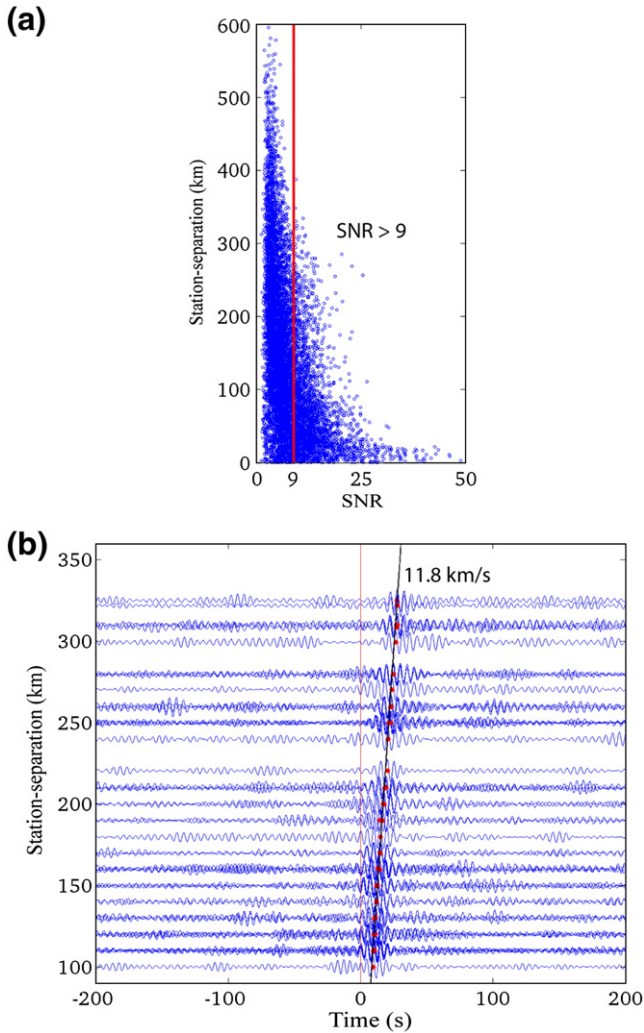 (a)
600
500
400
300
200
100
0
Station-separation (km)
SNR > 9
0 9 25 50
SNR
(b)
350
300
250
200
150
100
Station-separation (km)
11.8 km/s
-200 -100 0 100 200
Time (s)